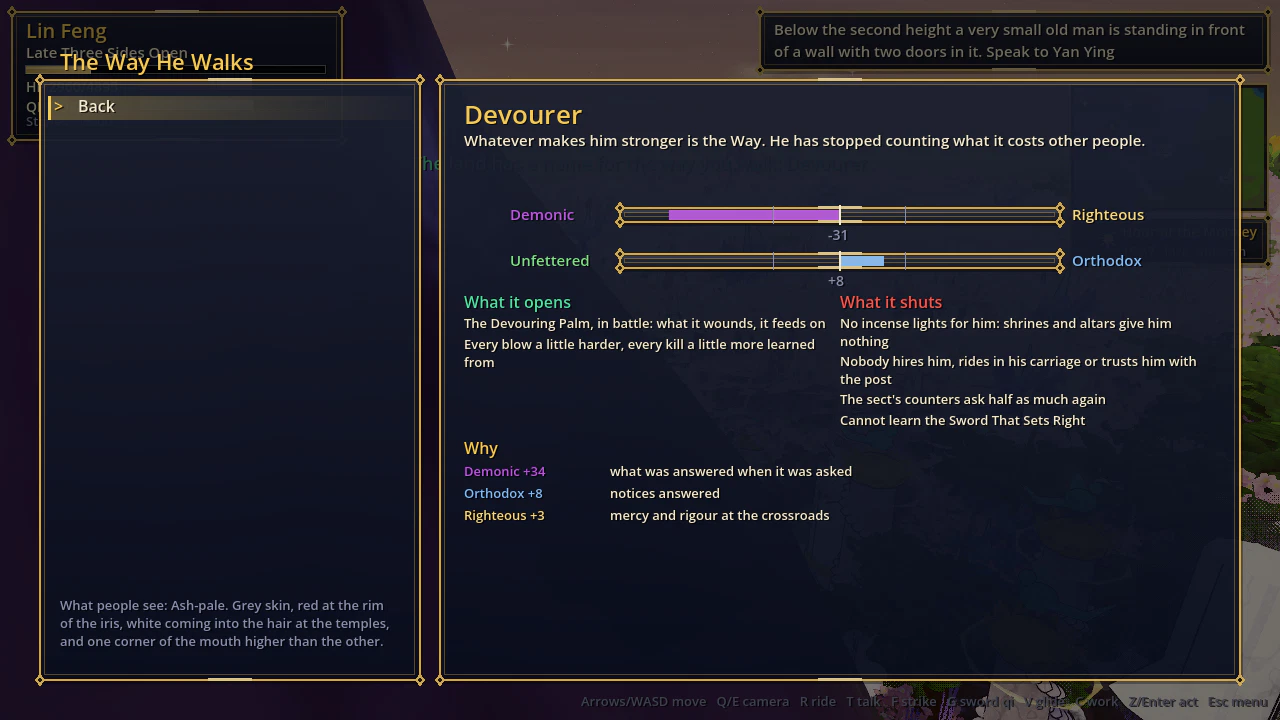 Lin Feng
Late Three Sides Open
Below the second height a very small old man is standing in front
of a wall with two doors in it. Speak to Yan Ying
The Way He Walks
> Back
What people see: Ash-pale. Grey skin, red at the rim
of the iris, white coming into the hair at the temples,
and one corner of the mouth higher than the other.
Devourer
Whatever makes him stronger is the Way. He has stopped counting what it costs other people.
Demonic
Righteous
-31
Unfettered
Orthodox
+8
What it opens
The Devouring Palm, in battle: what it wounds, it feeds on
Every blow a little harder, every kill a little more learned
from
What it shuts
No incense lights for him: shrines and altars give him
nothing
Nobody hires him, rides in his carriage or trusts him with
the post
The sect's counters ask half as much again
Cannot learn the Sword That Sets Right
Why
Demonic +34 what was answered when it was asked
Orthodox +8 notices answered
Righteous +3 mercy and rigour at the crossroads
Arrows/WASD move Q/E camera R ride T talk F strike G sword qi V glide C work Z/Enter act Esc menu